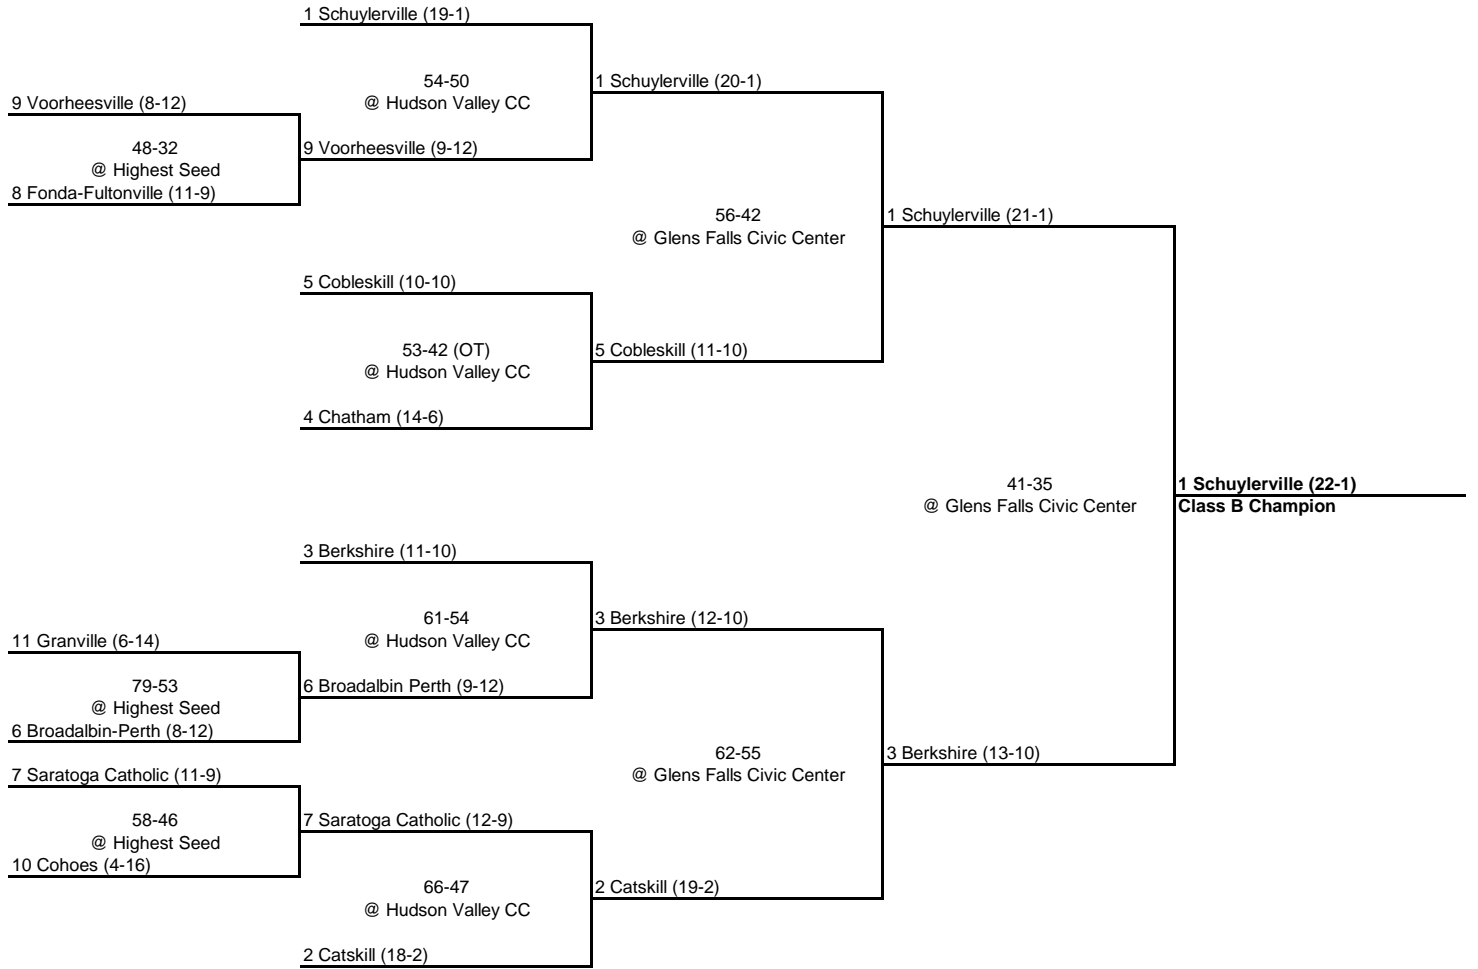 1 Schuylerville (19-1)
54-50
@ Hudson Valley CC
1 Schuylerville (20-1)
9 Voorheesville (8-12)
48-32
@ Highest Seed
9 Voorheesville (9-12)
8 Fonda-Fultonville (11-9)
56-42
@ Glens Falls Civic Center
1 Schuylerville (21-1)
5 Cobleskill (10-10)
53-42 (OT)
@ Hudson Valley CC
5 Cobleskill (11-10)
4 Chatham (14-6)
41-35
@ Glens Falls Civic Center
1 Schuylerville (22-1)
Class B Champion
3 Berkshire (11-10)
61-54
@ Hudson Valley CC
3 Berkshire (12-10)
11 Granville (6-14)
79-53
@ Highest Seed
6 Broadalbin Perth (9-12)
6 Broadalbin-Perth (8-12)
62-55
@ Glens Falls Civic Center
3 Berkshire (13-10)
7 Saratoga Catholic (11-9)
58-46
@ Highest Seed
7 Saratoga Catholic (12-9)
10 Cohoes (4-16)
66-47
@ Hudson Valley CC
2 Catskill (19-2)
2 Catskill (18-2)